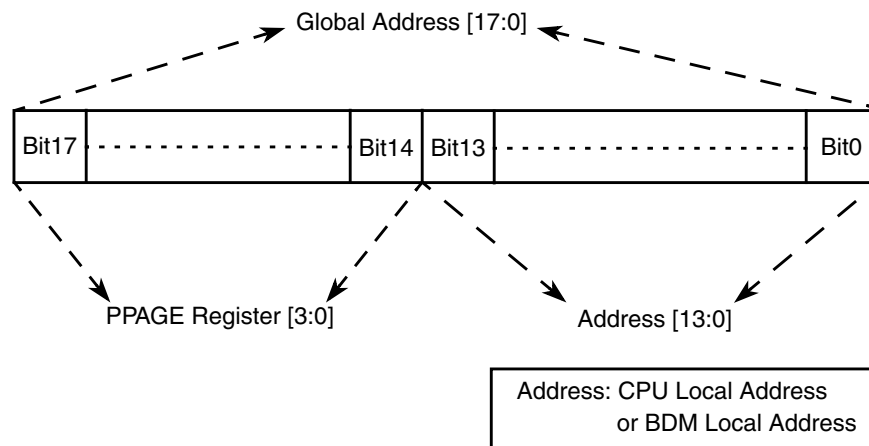 Global Address [17:0]
Bit17 Bit14 Bit13 Bit0
PPAGE Register [3:0]
Address [13:0]
Address: CPU Local Address
or BDM Local Address